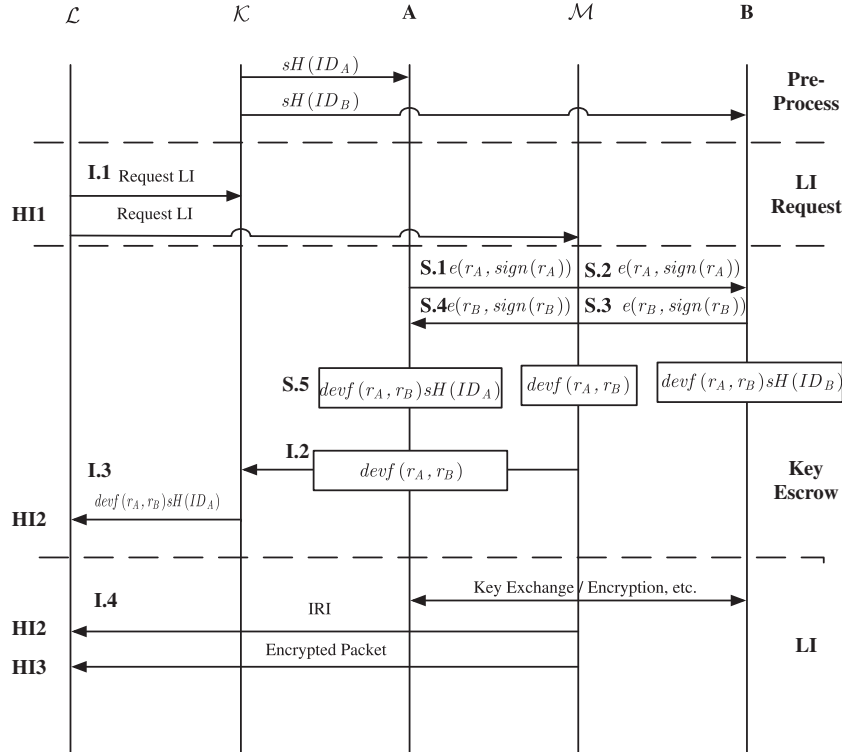 ℒ 𝒦 A ℳ B
sH(ID_A)
sH(ID_B)
Pre-
Process
I.1 Request LI
HI1
Request LI
LI
Request
S.1 e(r_A, sign(r_A)) S.2 e(r_A, sign(r_A))
S.4 e(r_B, sign(r_B)) S.3 e(r_B, sign(r_B))
S.5 devf(r_A, r_B)sH(ID_A) devf(r_A, r_B) devf(r_A, r_B)sH(ID_B)
I.2 devf(r_A, r_B)
I.3
devf(r_A, r_B)sH(ID_A)
HI2
Key
Escrow
Key Exchange / Encryption, etc.
I.4 IRI
HI2
Encrypted Packet
HI3
LI